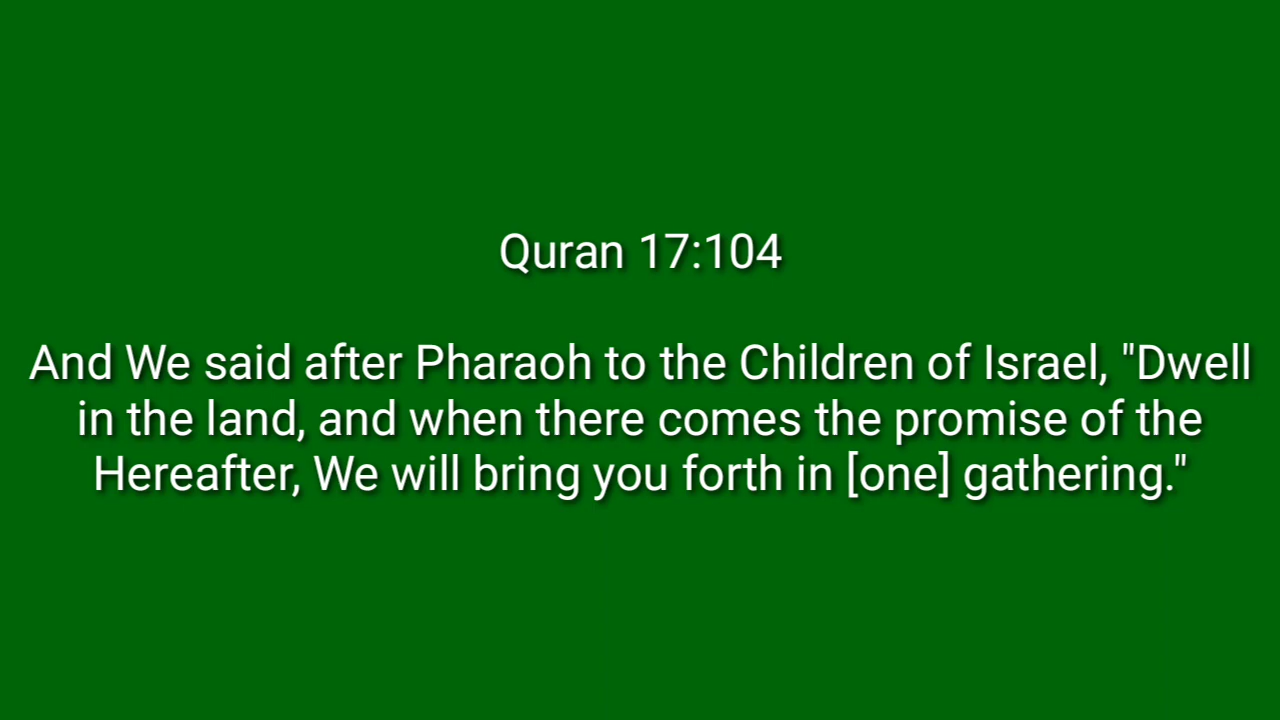 Quran 17:104
And We said after Pharaoh to the Children of Israel, "Dwell
in the land, and when there comes the promise of the
Hereafter, We will bring you forth in [one] gathering."